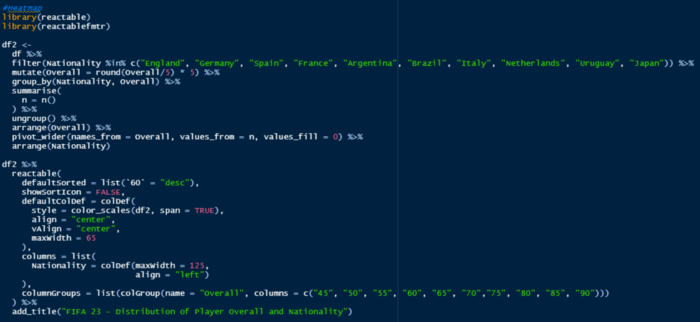 #Heatmap
library(reactable)
library(reactablefmtr)
df2 <-
df %>%
filter(Nationality %in% c("England", "Germany", "Spain", "France", "Argentina", "Brazil", "Italy", "Netherlands", "Uruguay", "Japan")) %>%
mutate(Overall = round(Overall/5) * 5) %>%
group_by(Nationality, Overall) %>%
summarise(
n = n()
) %>%
ungroup() %>%
arrange(Overall) %>%
pivot_wider(names_from = Overall, values_from = n, values_fill = 0) %>%
arrange(Nationality)
df2 %>%
reactable(
defaultSorted = list(`60` = "desc"),
showSortIcon = FALSE,
defaultColDef = colDef(
style = color_scales(df2, span = TRUE),
align = "center",
vAlign = "center",
maxWidth = 65
),
columns = list(
Nationality = colDef(maxWidth = 125,
align = "left")
),
columnGroups = list(colGroup(name = "Overall", columns = c("45", "50", "55", "60", "65", "70","75", "80", "85", "90")))
) %>%
add_title("FIFA 23 - Distribution of Player Overall and Nationality")